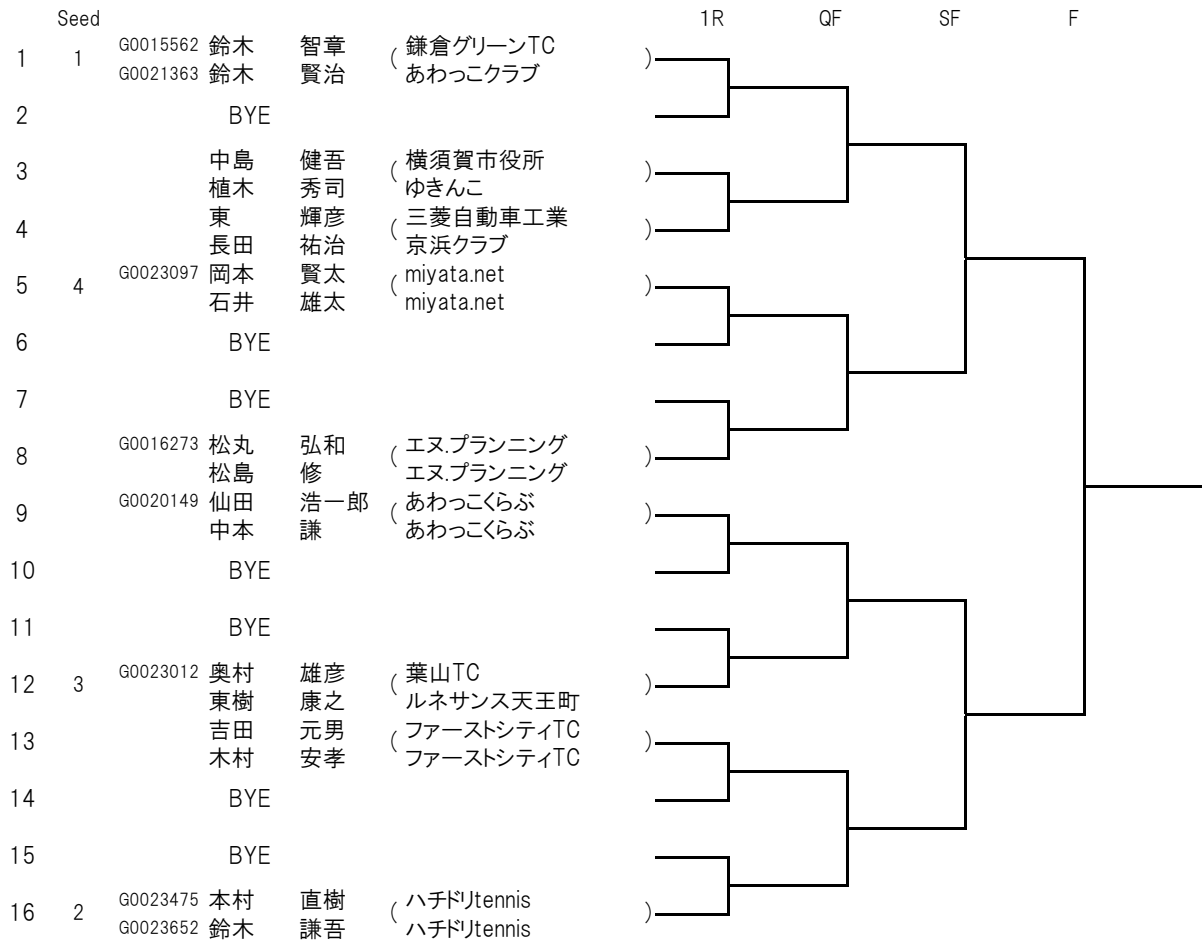 Seed 1R QF SF F
G0015562 鈴木 智章 鎌倉グリーンTC
1 1 ( )
G0021363 鈴木 賢治 あわっこクラブ
2 BYE
中島 健吾 横須賀市役所
3 ( )
植木 秀司 ゆきんこ
東 輝彦 三菱自動車工業
4 ( )
長田 祐治 京浜クラブ
G0023097 岡本 賢太 miyata.net
5 4 ( )
石井 雄太 miyata.net
6 BYE
7 BYE
G0016273 松丸 弘和 エヌ.プランニング
8 ( )
松島 修 エヌ.プランニング
G0020149 仙田 浩一郎 あわっこくらぶ
9 ( )
中本 謙 あわっこくらぶ
10 BYE
11 BYE
G0023012 奥村 雄彦 葉山TC
12 3 ( )
東樹 康之 ルネサンス天王町
吉田 元男 ファーストシティTC
13 ( )
木村 安孝 ファーストシティTC
14 BYE
15 BYE
G0023475 本村 直樹 ハチドリtennis
16 2 ( )
G0023652 鈴木 謙吾 ハチドリtennis